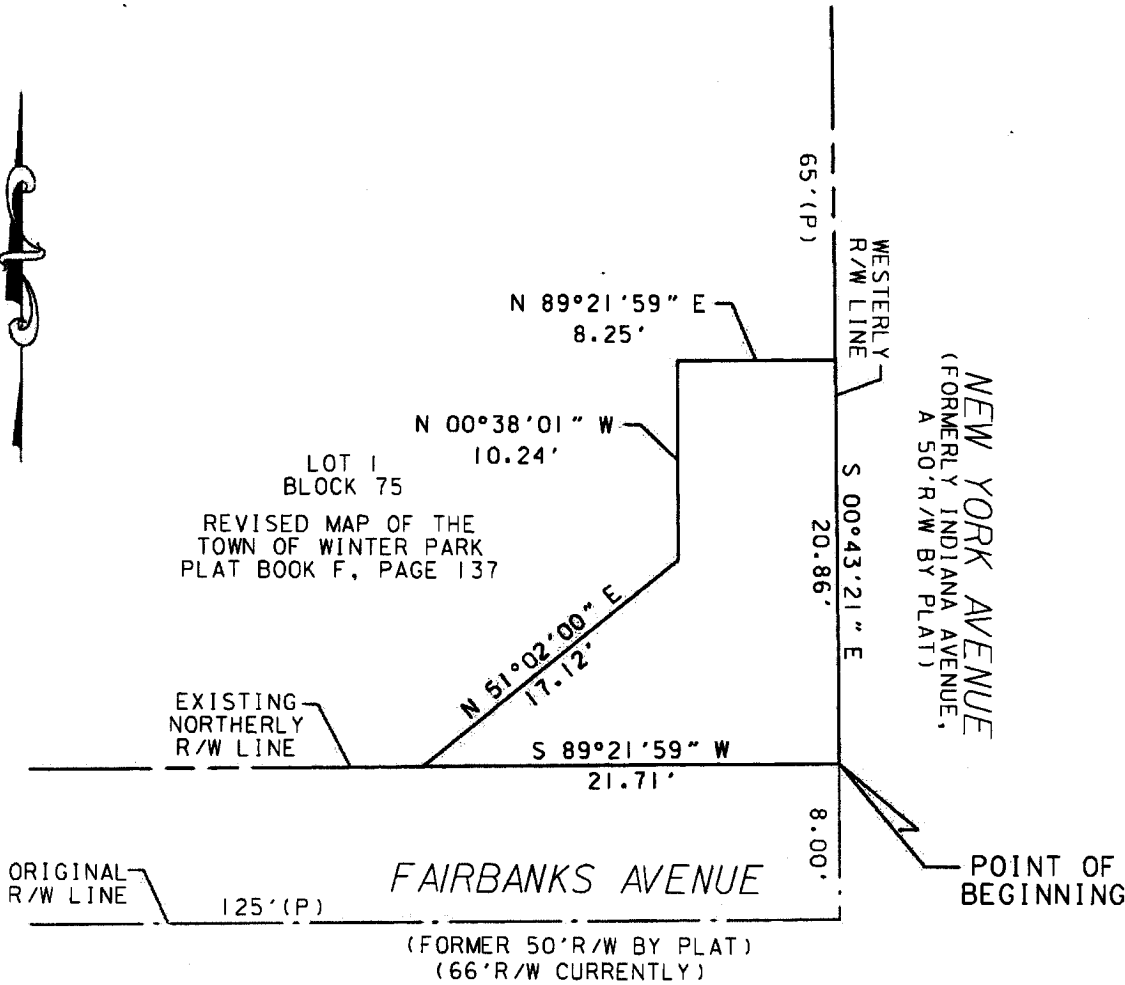 65'(P)
WESTERLY
R/W LINE
N 89°21'59" E
8.25'
NEW YORK AVENUE
(FORMERLY INDIANA AVENUE,
A 50'R/W BY PLAT)
N 00°38'01" W
10.24'
LOT 1
BLOCK 75
REVISED MAP OF THE
TOWN OF WINTER PARK
PLAT BOOK F, PAGE 137
S 00°43'21" E
20.86'
N 51°02'00" E
17.12'
EXISTING
NORTHERLY
R/W LINE
S 89°21'59" W
21.71'
8.00'
POINT OF
BEGINNING
ORIGINAL
R/W LINE
125'(P)
FAIRBANKS AVENUE
(FORMER 50'R/W BY PLAT)
(66'R/W CURRENTLY)